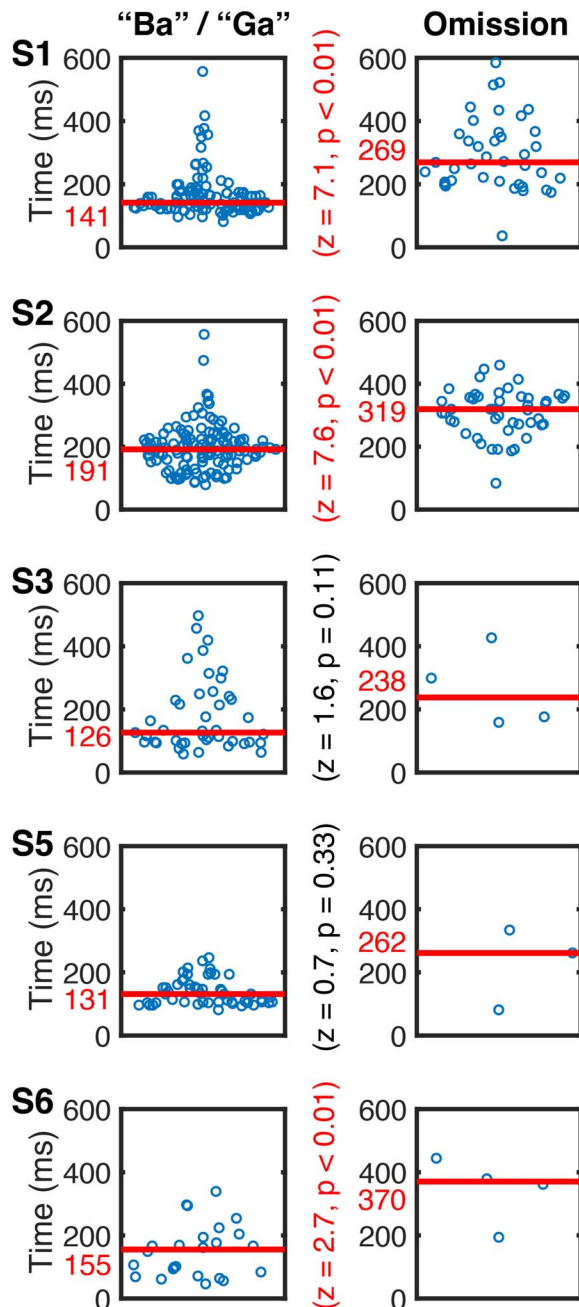 “Ba” / “Ga”
Omission
S1
Time (ms)
600
400
200
0
141
(z = 7.1, p < 0.01)
600
400
269
200
0
S2
Time (ms)
600
400
200
191
0
(z = 7.6, p < 0.01)
600
400
319
200
0
S3
Time (ms)
600
400
200
126
0
(z = 1.6, p = 0.11)
600
400
238
200
0
S5
Time (ms)
600
400
200
131
0
(z = 0.7, p = 0.33)
600
400
262
200
0
S6
Time (ms)
600
400
200
155
0
(z = 2.7, p < 0.01)
600
400
370
200
0